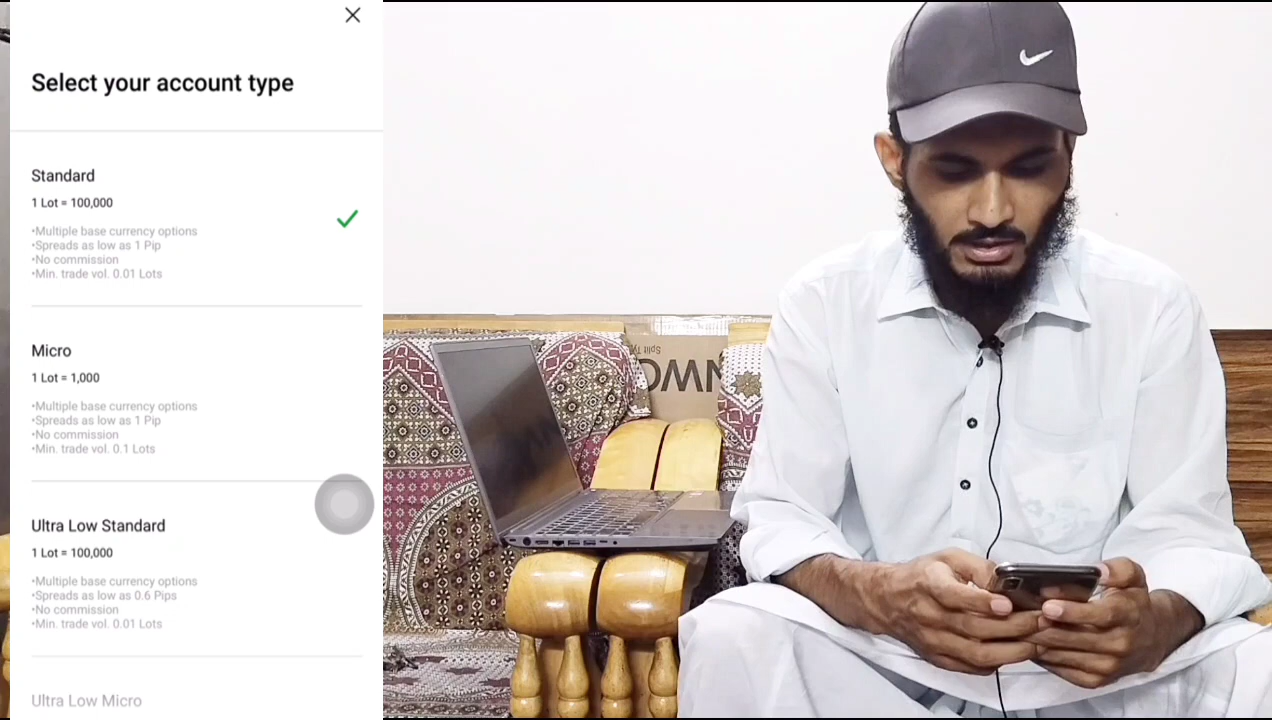 Select your account type
Standard
1 Lot = 100,000
•Multiple base currency options
•Spreads as low as 1 Pip
•No commission
•Min. trade vol. 0.01 Lots
Micro
1 Lot = 1,000
•Multiple base currency options
•Spreads as low as 1 Pip
•No commission
•Min. trade vol. 0.1 Lots
Ultra Low Standard
1 Lot = 100,000
•Multiple base currency options
•Spreads as low as 0.6 Pips
•No commission
•Min. trade vol. 0.01 Lots
Ultra Low Micro
Split Ty